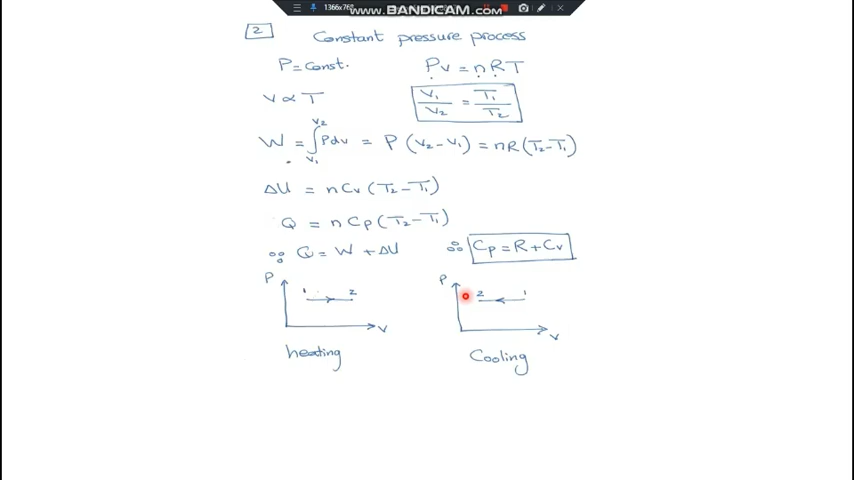 1366x768
www.BANDICAM.com
2 Constant pressure process
P = Const. Pv = nRT
V ∝ T V1/V2 = T1/T2
W = ∫V1V2 Pdv = P (V2 − V1) = nR (T2 − T1)
ΔU = nCv (T2 − T1)
Q = nCp (T2 − T1)
∴ Q = W + ΔU ∴ Cp = R + Cv
P 1 2 V
P 2 1 V
heating Cooling